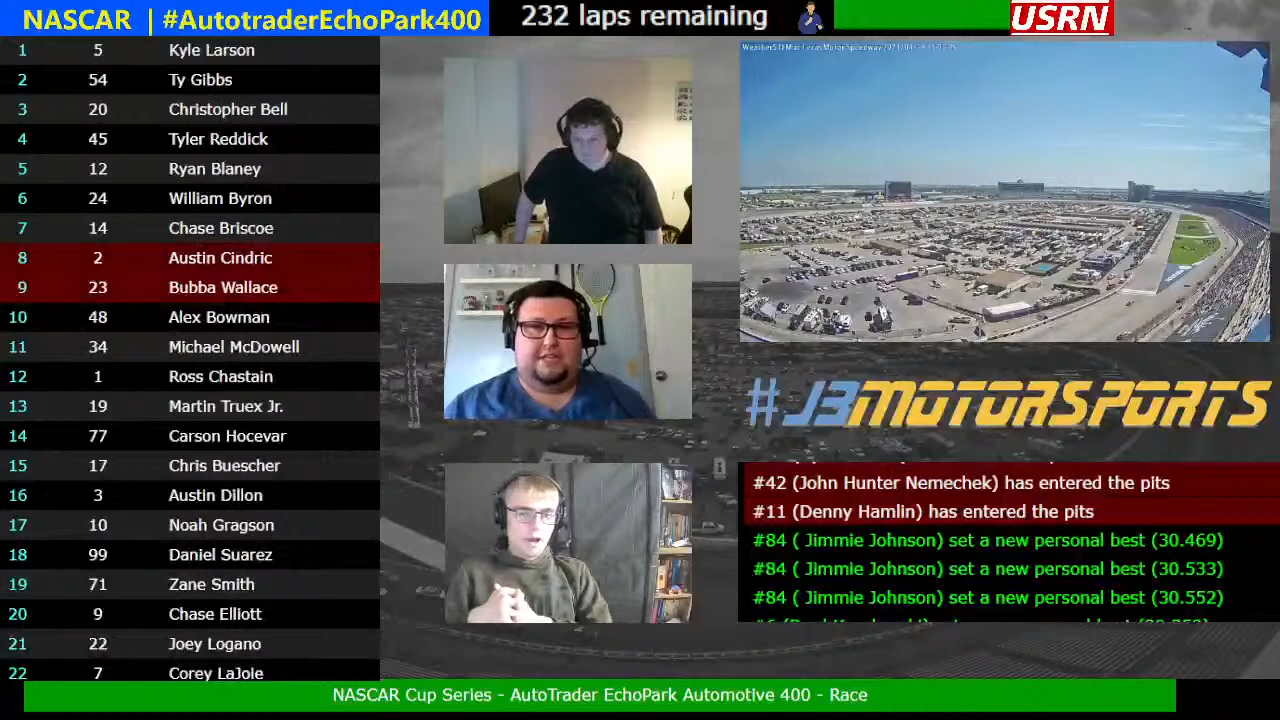 NASCAR | #AutotraderEchoPark400
232 laps remaining
USRN
1 5 Kyle Larson
2 54 Ty Gibbs
3 20 Christopher Bell
4 45 Tyler Reddick
5 12 Ryan Blaney
6 24 William Byron
7 14 Chase Briscoe
8 2 Austin Cindric
9 23 Bubba Wallace
10 48 Alex Bowman
11 34 Michael McDowell
12 1 Ross Chastain
13 19 Martin Truex Jr.
14 77 Carson Hocevar
15 17 Chris Buescher
16 3 Austin Dillon
17 10 Noah Gragson
18 99 Daniel Suarez
19 71 Zane Smith
20 9 Chase Elliott
21 22 Joey Logano
22 7 Corey LaJoie
#JBMOTORSPORTS
#42 (John Hunter Nemechek) has entered the pits
#11 (Denny Hamlin) has entered the pits
#84 ( Jimmie Johnson) set a new personal best (30.469)
#84 ( Jimmie Johnson) set a new personal best (30.533)
#84 ( Jimmie Johnson) set a new personal best (30.552)
NASCAR Cup Series - AutoTrader EchoPark Automotive 400 - Race